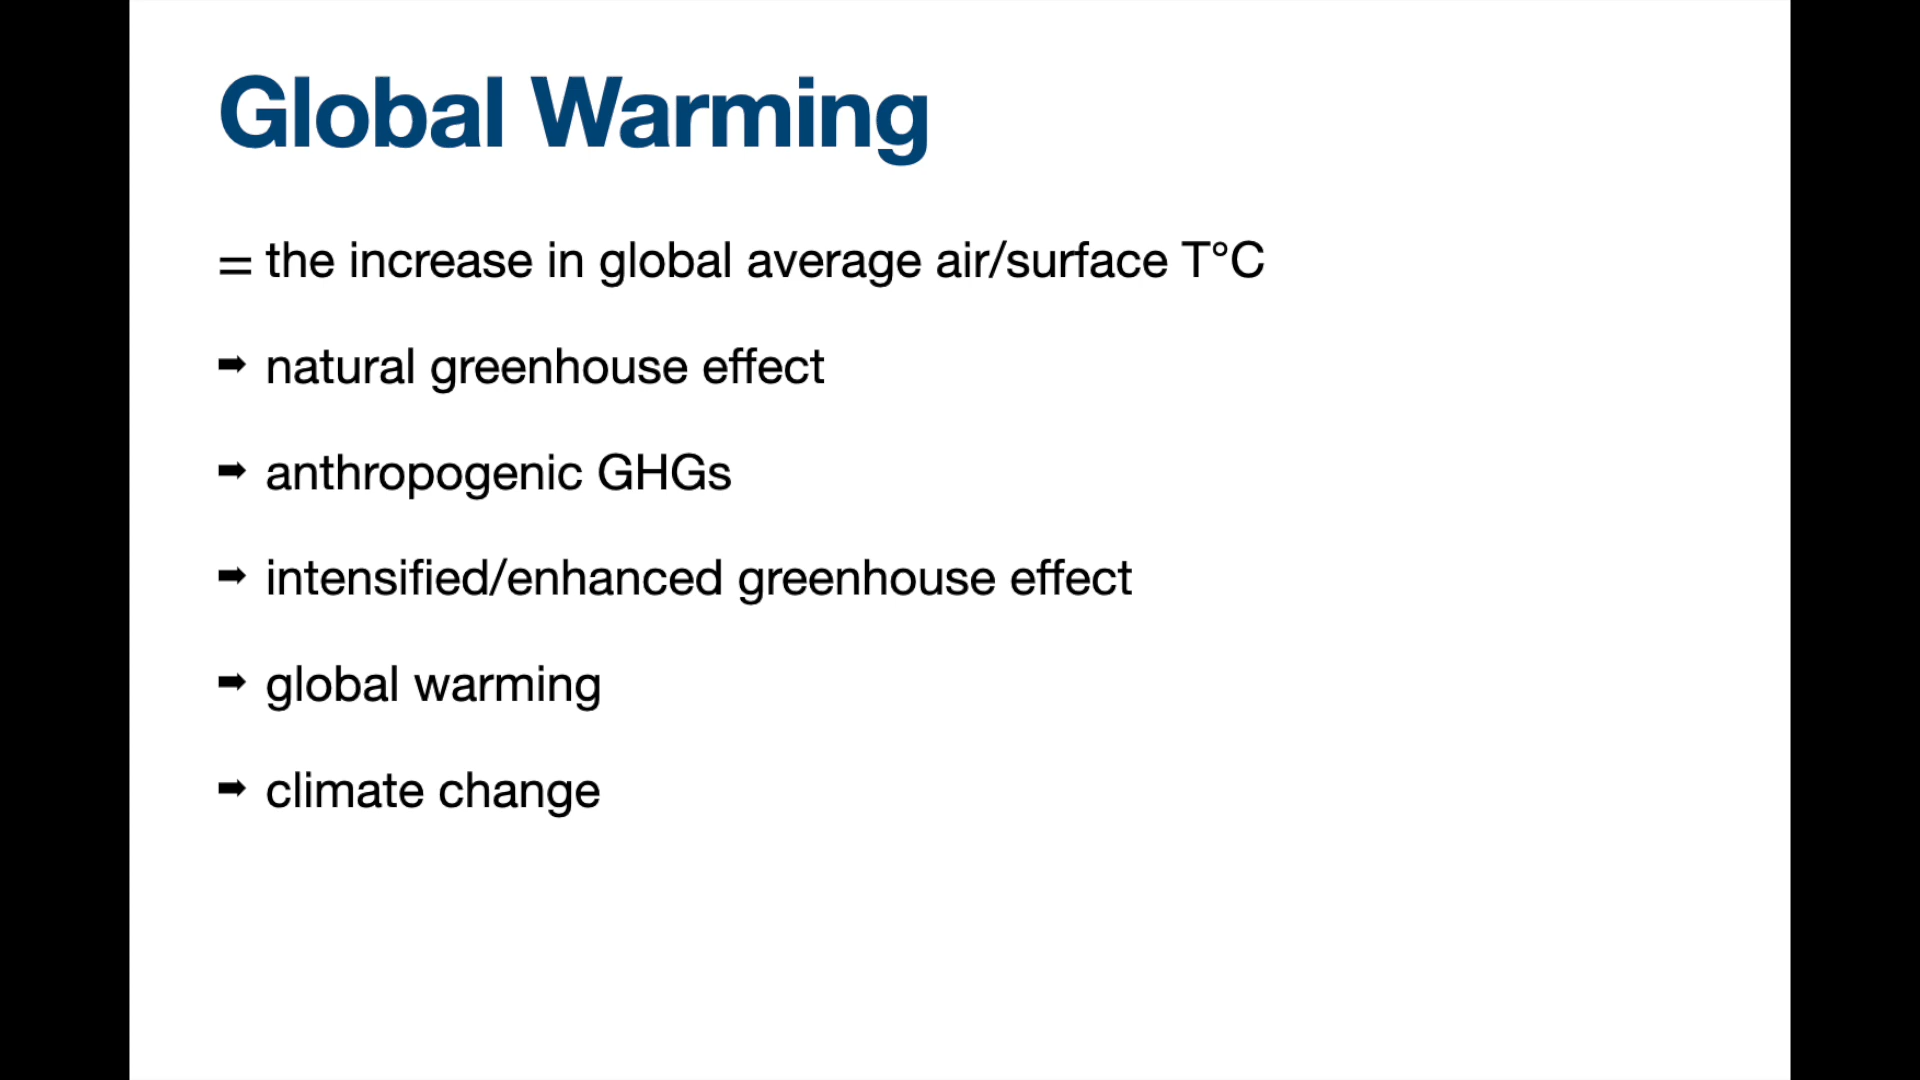 Global Warming
= the increase in global average air/surface T°C
➡ natural greenhouse effect
➡ anthropogenic GHGs
➡ intensified/enhanced greenhouse effect
➡ global warming
➡ climate change